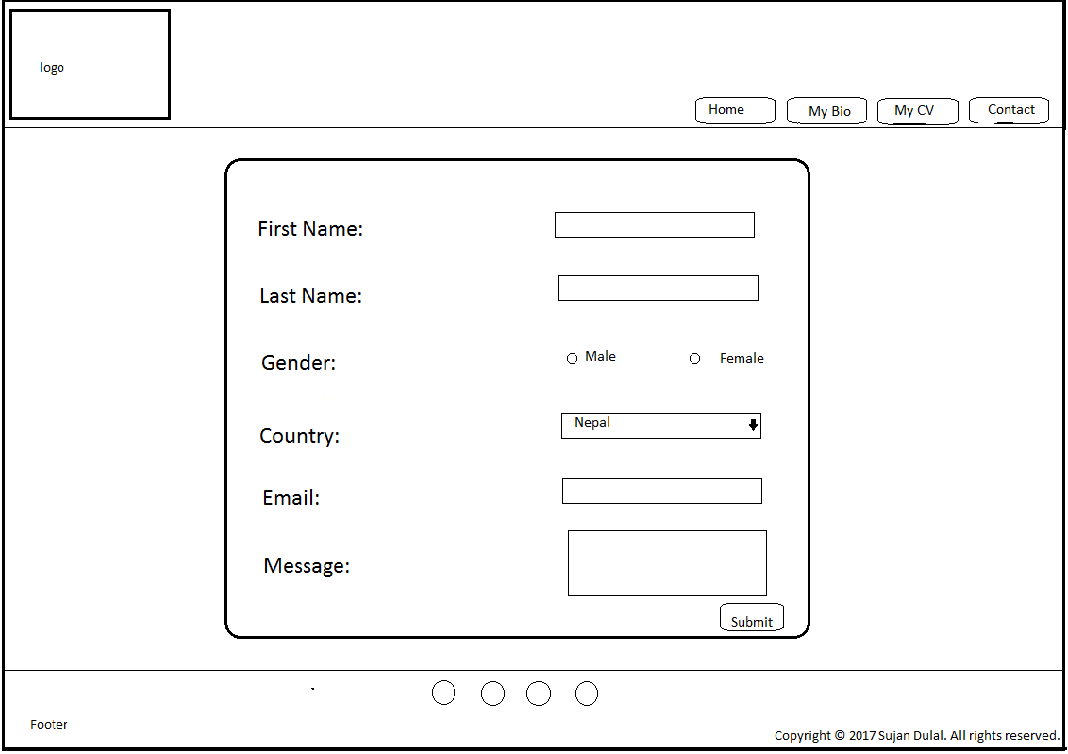 logo
Home
My Bio
My CV
Contact
First Name:
Last Name:
Gender:
Male
Female
Country:
Nepal
Email:
Message:
Submit
Footer
Copyright © 2017 Sujan Dulal. All rights reserved.